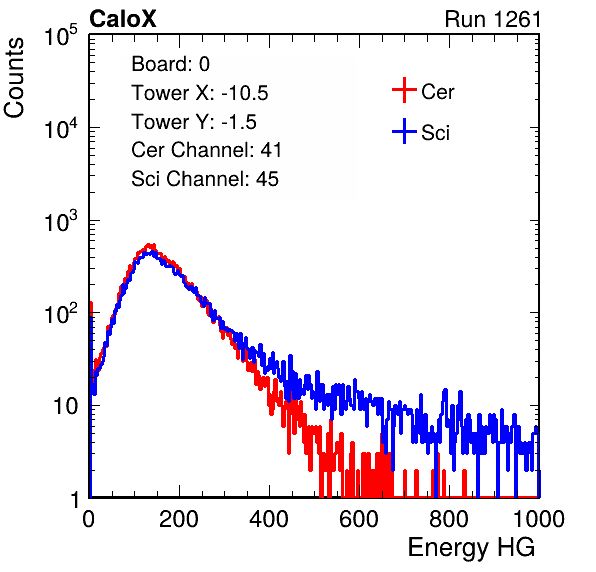 CaloX Run 1261
Counts
10^5
10^4
10^3
10^2
10
1
Board: 0
Tower X: -10.5
Tower Y: -1.5
Cer Channel: 41
Sci Channel: 45
Cer
Sci
0 200 400 600 800 1000
Energy HG